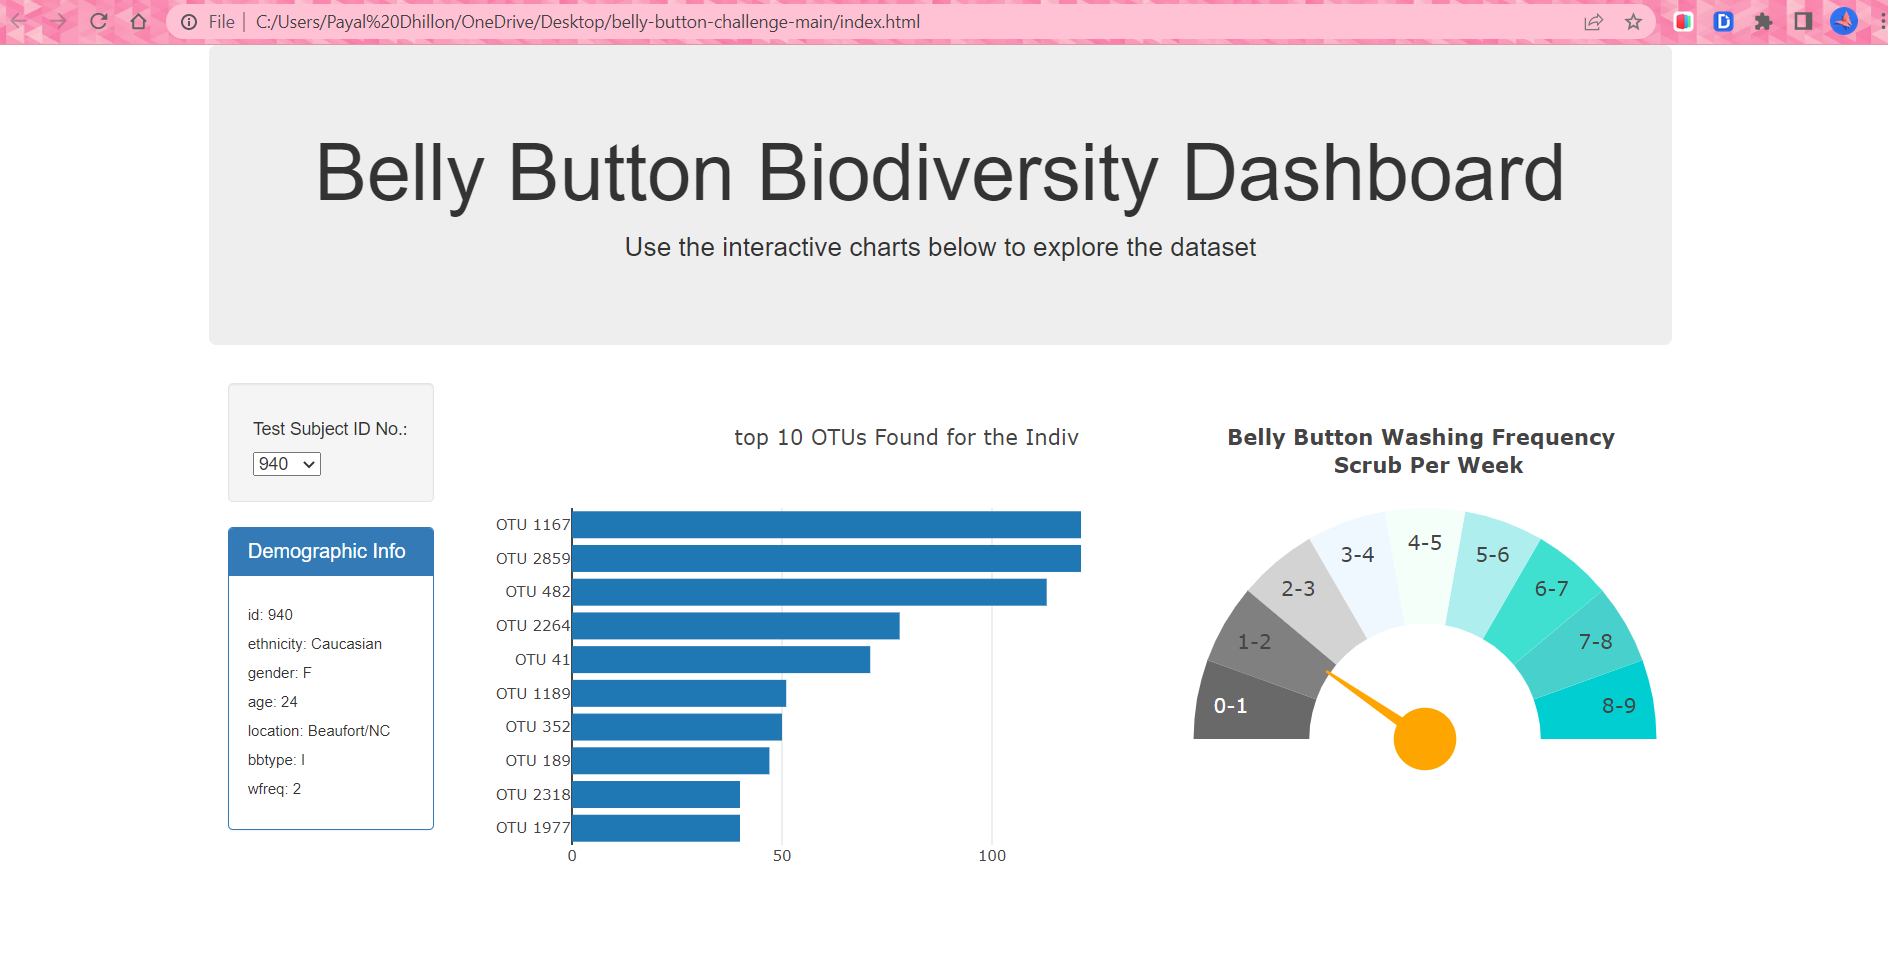 File | C:/Users/Payal%20Dhillon/OneDrive/Desktop/belly-button-challenge-main/index.html
Belly Button Biodiversity Dashboard
Use the interactive charts below to explore the dataset
Test Subject ID No.:
940
Demographic Info
id: 940
ethnicity: Caucasian
gender: F
age: 24
location: Beaufort/NC
bbtype: I
wfreq: 2
top 10 OTUs Found for the Indiv
OTU 1167
OTU 2859
OTU 482
OTU 2264
OTU 41
OTU 1189
OTU 352
OTU 189
OTU 2318
OTU 1977
0 50 100
Belly Button Washing Frequency
Scrub Per Week
0-1
1-2
2-3
3-4
4-5
5-6
6-7
7-8
8-9